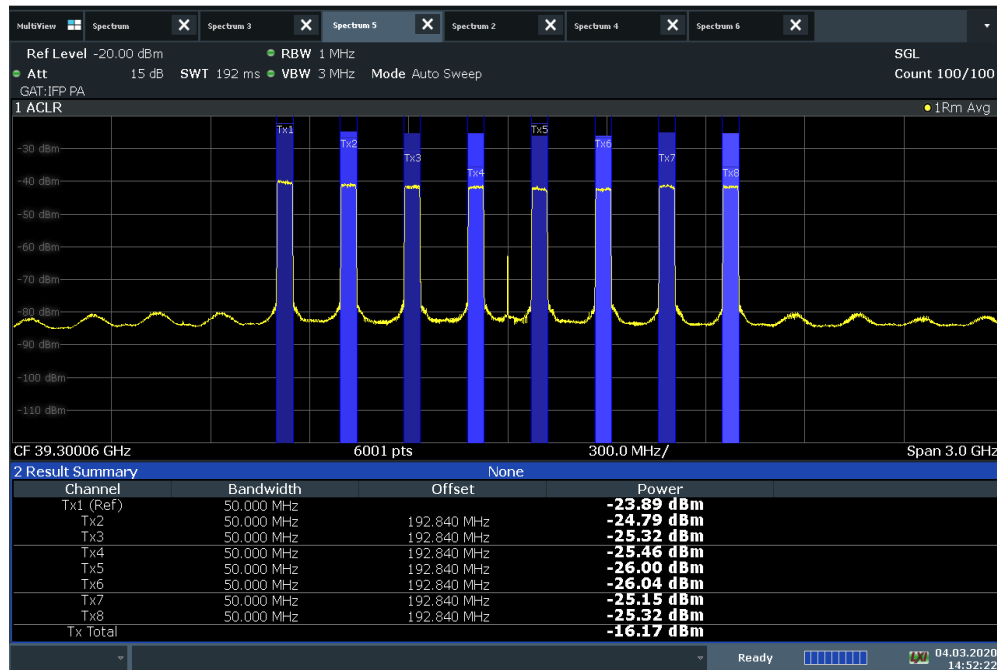 MultiView Spectrum X Spectrum 3 X Spectrum 5 X Spectrum 2 X Spectrum 4 X Spectrum 6 X
Ref Level -20.00 dBm RBW 1 MHz SGL
Att 15 dB SWT 192 ms VBW 3 MHz Mode Auto Sweep Count 100/100
GAT:IFP PA
1 ACLR 1Rm Avg
Tx1 Tx5
Tx2 Tx6
-30 dBm
Tx3 Tx7
Tx4 Tx8
-40 dBm
-50 dBm
-60 dBm
-70 dBm
-80 dBm
-90 dBm
-100 dBm
-110 dBm
CF 39.30006 GHz 6001 pts 300.0 MHz/ Span 3.0 GHz
2 Result Summary None
Channel Bandwidth Offset Power
Tx1 (Ref) 50.000 MHz -23.89 dBm
Tx2 50.000 MHz 192.840 MHz -24.79 dBm
Tx3 50.000 MHz 192.840 MHz -25.32 dBm
Tx4 50.000 MHz 192.840 MHz -25.46 dBm
Tx5 50.000 MHz 192.840 MHz -26.00 dBm
Tx6 50.000 MHz 192.840 MHz -26.04 dBm
Tx7 50.000 MHz 192.840 MHz -25.15 dBm
Tx8 50.000 MHz 192.840 MHz -25.32 dBm
Tx Total -16.17 dBm
Ready 04.03.2020
14:52:22